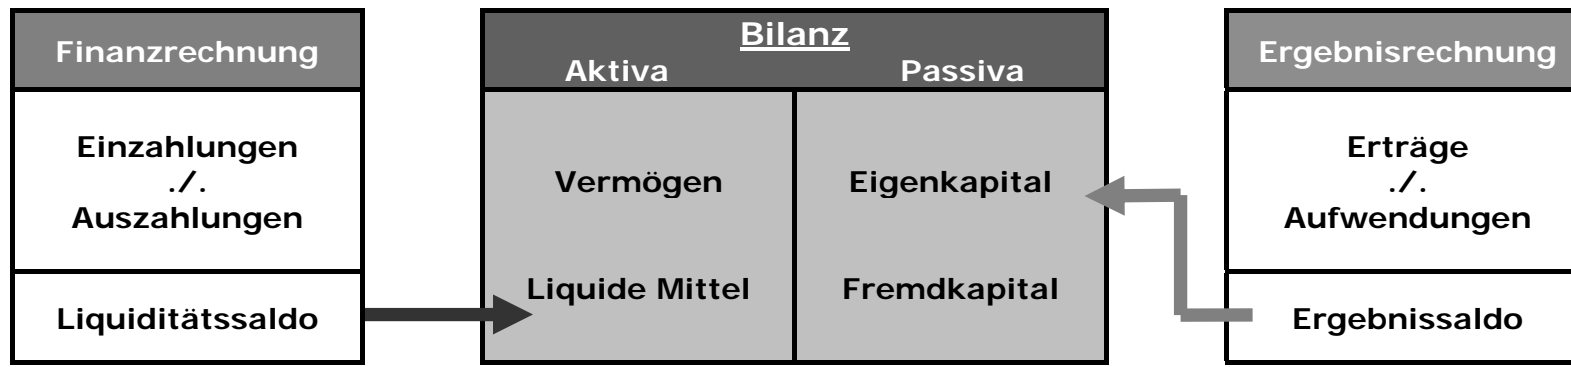 Finanzrechnung
Einzahlungen
./.
Auszahlungen
Liquiditätssaldo
Bilanz
Aktiva Passiva
Vermögen Eigenkapital
Liquide Mittel Fremdkapital
Ergebnisrechnung
Erträge
./.
Aufwendungen
Ergebnissaldo